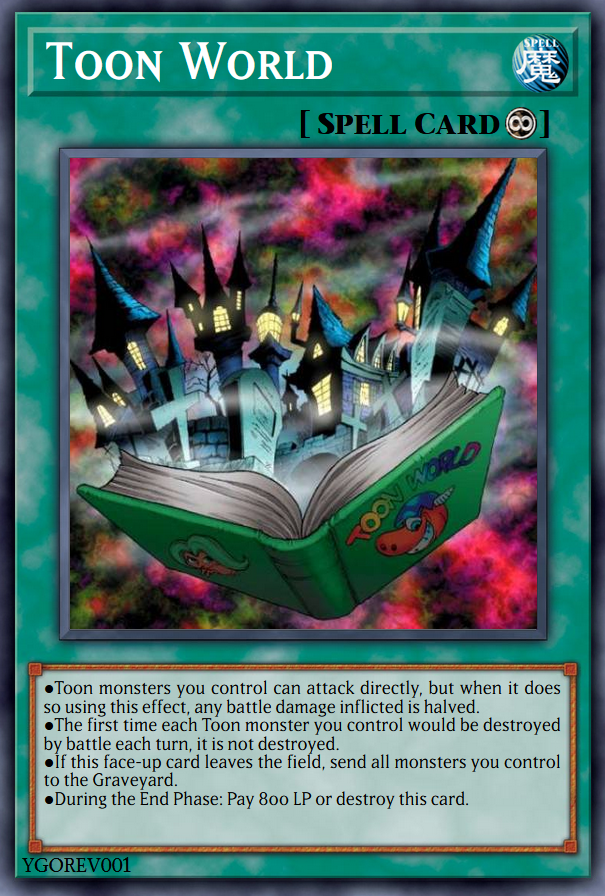 TOON WORLD
SPELL
魔
[ SPELL CARD ]
TOON WORLD
●Toon monsters you control can attack directly, but when it does
so using this effect, any battle damage inflicted is halved.
●The first time each Toon monster you control would be destroyed
by battle each turn, it is not destroyed.
●If this face-up card leaves the field, send all monsters you control
to the Graveyard.
●During the End Phase: Pay 800 LP or destroy this card.
YGOREV001